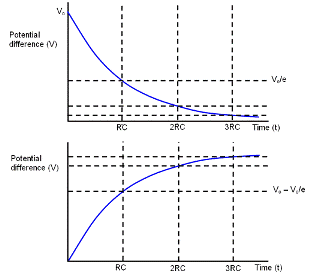 V₀
Potential
difference (V)
V₀/e
RC 2RC 3RC Time (t)
Potential
difference (V)
V₀ – V₀/e
RC 2RC 3RC Time (t)